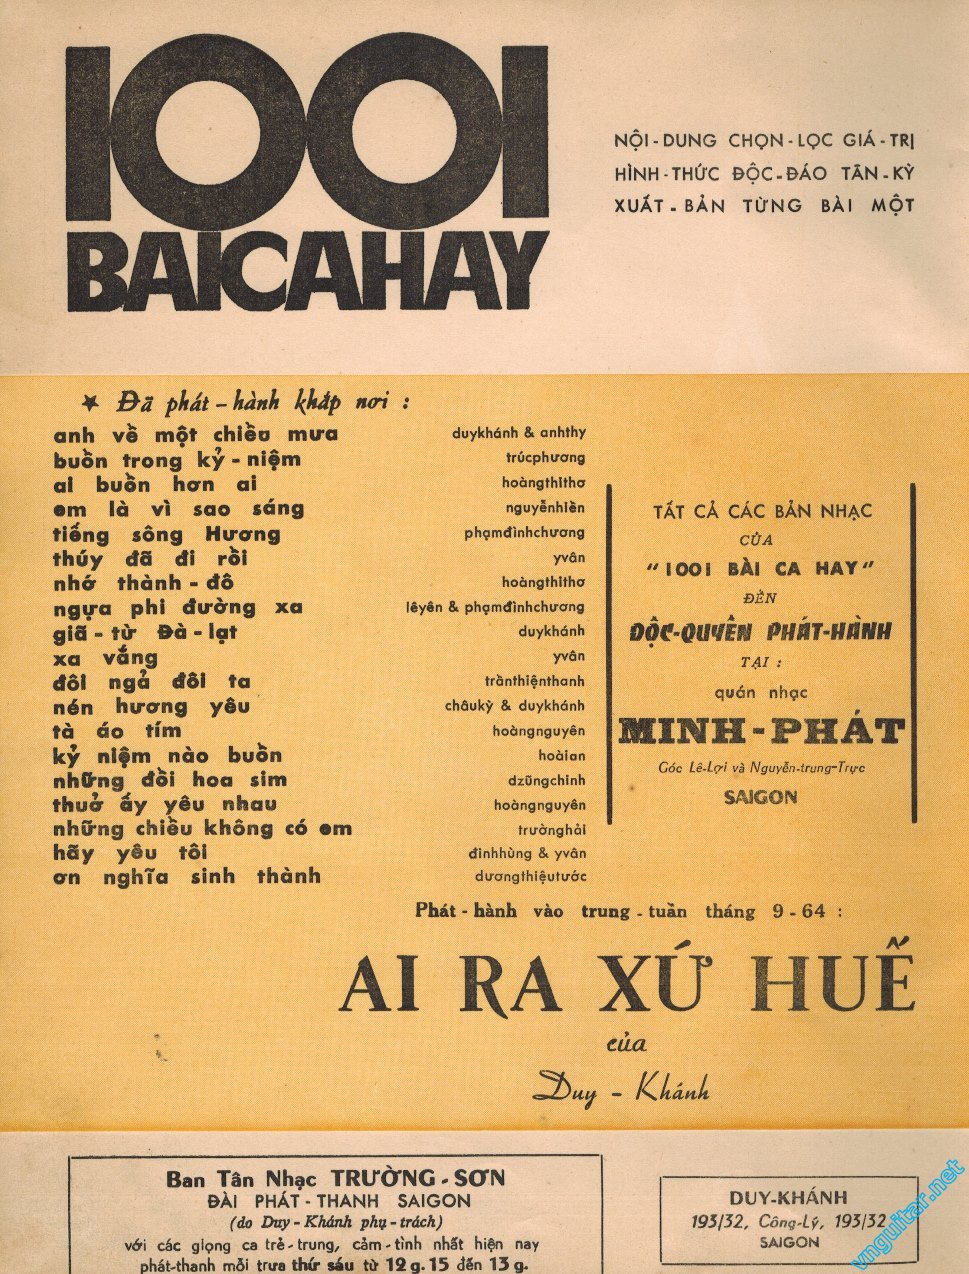 1001
BAICAHAY
NỘI-DUNG CHỌN-LỌC GIÁ-TRỊ
HÌNH-THỨC ĐỘC-ĐÁO TÂN-KỲ
XUẤT-BẢN TỪNG BÀI MỘT
★ Đã phát-hành khắp nơi :
anh về một chiều mưa duykhánh & anhthy
buồn trong kỷ-niệm trúcphương
ai buồn hơn ai hoàngthithơ
em là vì sao sáng nguyễnhiền
tiếng sông Hương phạmđìnhchương
thúy đã đi rồi yvân
nhớ thành-đô hoàngthithơ
ngựa phi đường xa lêyên & phạmđìnhchương
giã-từ Đà-lạt duykhánh
xa vắng yvân
đôi ngả đôi ta trầnthiệnthanh
nén hương yêu châukỳ & duykhánh
tà áo tím hoàngnguyên
kỷ niệm nào buồn hoàian
những đồi hoa sim dzũngchinh
thuở ấy yêu nhau hoàngnguyên
những chiều không có em trườnghải
hãy yêu tôi đinhhùng & yvân
ơn nghĩa sinh thành dươngthiệutước
TẤT CẢ CÁC BẢN NHẠC
CỦA
"1001 BÀI CA HAY"
ĐỀN
ĐỘC-QUYỀN PHÁT-HÀNH
TẠI :
quán nhạc
MINH-PHÁT
Góc Lê-Lợi và Nguyễn-trung-Trực
SAIGON
Phát-hành vào trung-tuần tháng 9-64 :
AI RA XỨ HUẾ
của
Duy - Khánh
Ban Tân Nhạc TRƯỜNG-SƠN
ĐÀI PHÁT-THANH SAIGON
(do Duy-Khánh phụ-trách)
với các giọng ca trẻ-trung, cảm-tình nhất hiện nay
phát-thanh mỗi trưa thứ sáu từ 12 g. 15 đến 13 g.
DUY-KHÁNH
193/32, Công-Lý, 193/32
SAIGON
vnguitar.net